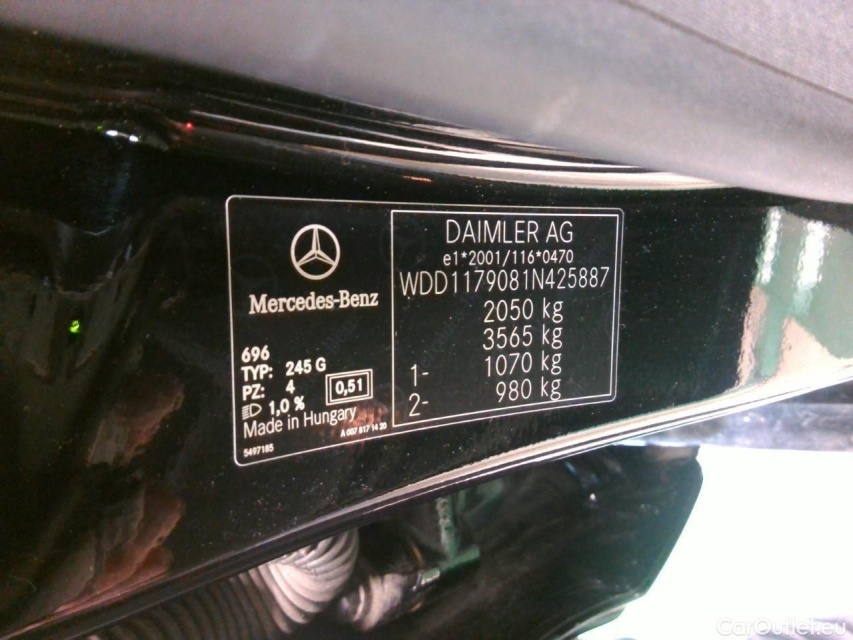 Mercedes-Benz
696
TYP: 245 G
PZ: 4
0,51
1,0 %
Made in Hungary
A 007 817 14 20
5497185
DAIMLER AG
e1*2001/116*0470
WDD1179081N425887
2050 kg
3565 kg
1- 1070 kg
2- 980 kg
CarOutlet.eu